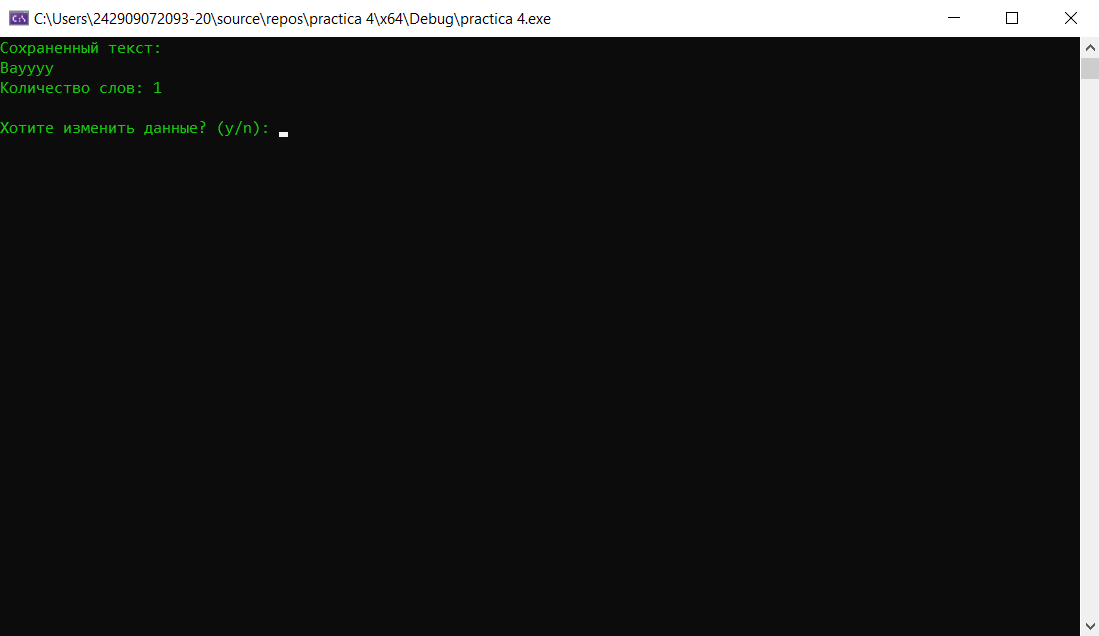 C:\Users\242909072093-20\source\repos\practica 4\x64\Debug\practica 4.exe
Сохраненный текст:
Вауууу
Количество слов: 1
Хотите изменить данные? (y/n):